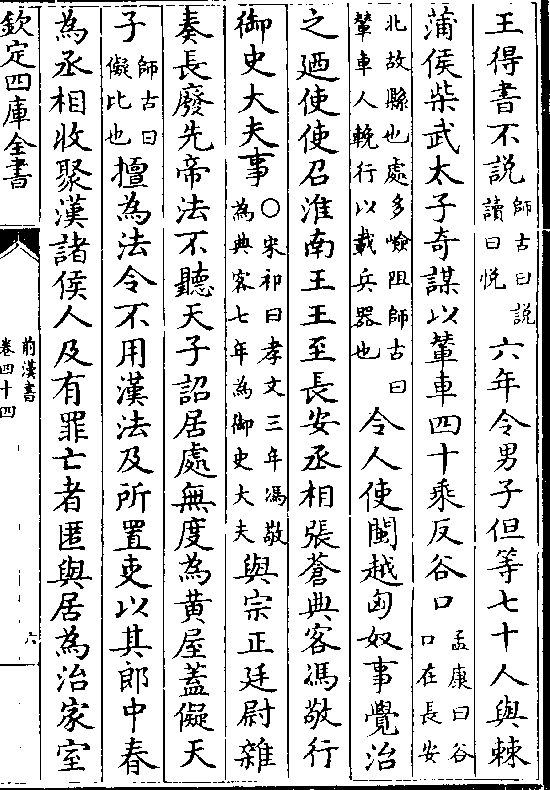 王得書不說師古曰說讀曰悅六年令男子但等七十人與棘
蒲侯柴武太子奇謀以輦車四十乘反谷口孟康曰谷口在長安
北故縣也處多嶮阻師古曰輦車人輓行以載兵器也令人使閩越匈奴事覺治
之廼使使召淮南王王至長安丞相張蒼典客馮敬行
御史大夫事○宋祁曰孝文三年馮敬為典客七年為御史大夫與宗正廷尉雜
奏長廢先帝法不聽天子詔居處無度為黃屋蓋儗天
子師古曰儗比也擅為法令不用漢法及所置吏以其郎中春
為丞相收聚漢諸侯人及有罪亡者匿與居為治家室
欽定四庫全書
前漢書
卷四十四
六